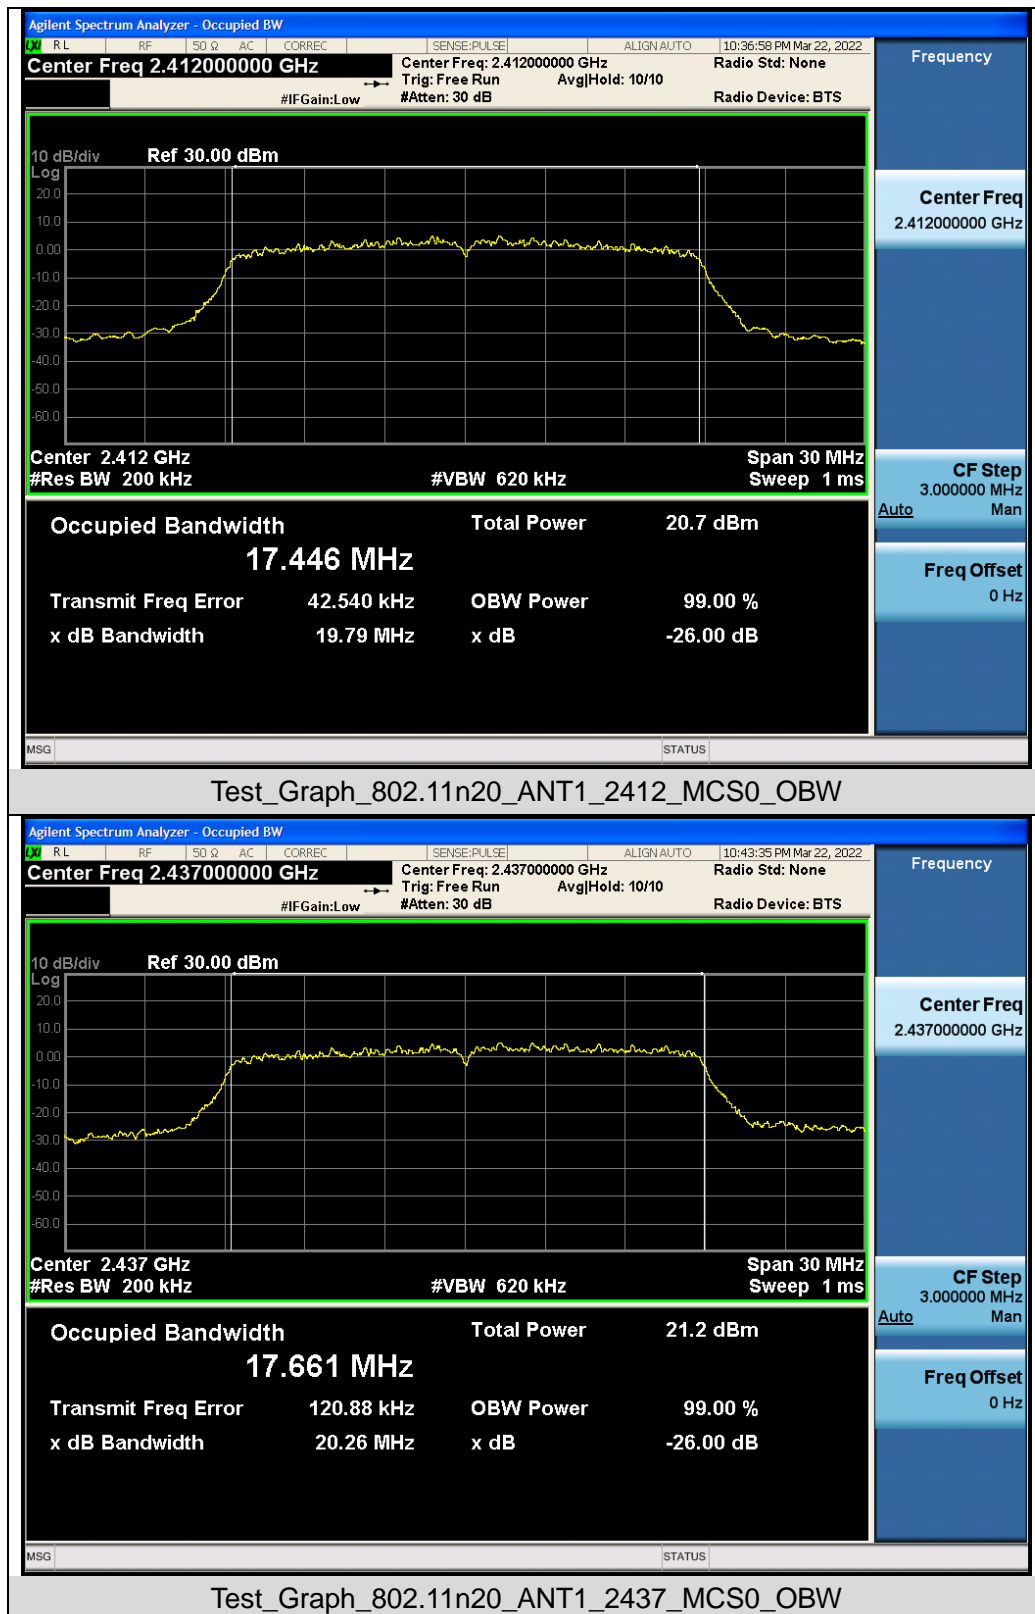 Agilent Spectrum Analyzer - Occupied BW
LXI RL RF 50 Ω AC CORREC SENSE:PULSE ALIGN AUTO 10:36:58 PM Mar 22, 2022
Center Freq 2.412000000 GHz Center Freq: 2.412000000 GHz Radio Std: None
Trig: Free Run Avg|Hold: 10/10
#IFGain:Low #Atten: 30 dB Radio Device: BTS
Frequency
10 dB/div Ref 30.00 dBm
Log
20.0
10.0
0.00
-10.0
-20.0
-30.0
-40.0
-50.0
-60.0
Center 2.412 GHz Span 30 MHz
#Res BW 200 kHz #VBW 620 kHz Sweep 1 ms
Center Freq
2.412000000 GHz
CF Step
3.000000 MHz
Auto Man
Freq Offset
0 Hz
Occupied Bandwidth Total Power 20.7 dBm
17.446 MHz
Transmit Freq Error 42.540 kHz OBW Power 99.00 %
x dB Bandwidth 19.79 MHz x dB -26.00 dB
MSG STATUS
Test_Graph_802.11n20_ANT1_2412_MCS0_OBW
Agilent Spectrum Analyzer - Occupied BW
LXI RL RF 50 Ω AC CORREC SENSE:PULSE ALIGN AUTO 10:43:35 PM Mar 22, 2022
Center Freq 2.437000000 GHz Center Freq: 2.437000000 GHz Radio Std: None
Trig: Free Run Avg|Hold: 10/10
#IFGain:Low #Atten: 30 dB Radio Device: BTS
Frequency
10 dB/div Ref 30.00 dBm
Log
20.0
10.0
0.00
-10.0
-20.0
-30.0
-40.0
-50.0
-60.0
Center 2.437 GHz Span 30 MHz
#Res BW 200 kHz #VBW 620 kHz Sweep 1 ms
Center Freq
2.437000000 GHz
CF Step
3.000000 MHz
Auto Man
Freq Offset
0 Hz
Occupied Bandwidth Total Power 21.2 dBm
17.661 MHz
Transmit Freq Error 120.88 kHz OBW Power 99.00 %
x dB Bandwidth 20.26 MHz x dB -26.00 dB
MSG STATUS
Test_Graph_802.11n20_ANT1_2437_MCS0_OBW